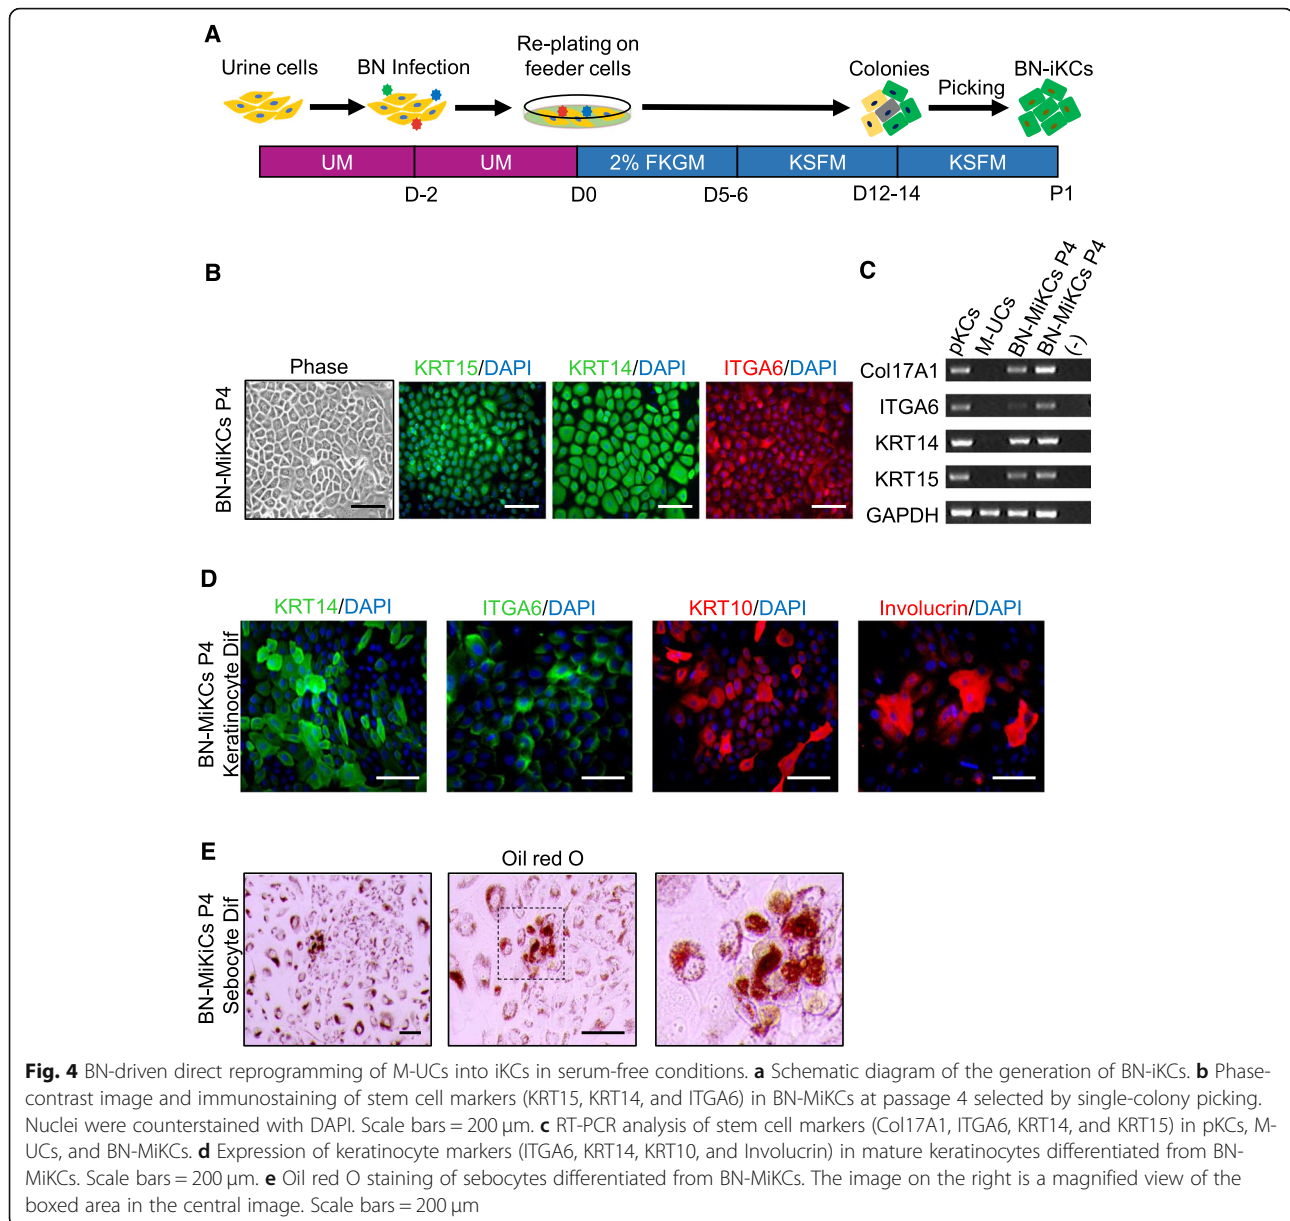 A
Urine cells
BN Infection
Re-plating on
feeder cells
Colonies
Picking
BN-iKCs
UM
UM
2% FKGM
KSFM
KSFM
D-2
D0
D5-6
D12-14
P1
B
BN-MiKCs P4
Phase
KRT15/DAPI
KRT14/DAPI
ITGA6/DAPI
C
pKCs
M-UCs
BN-MiKCs P4
BN-MiKCs P4
(-)
Col17A1
ITGA6
KRT14
KRT15
GAPDH
D
BN-MiKCs P4
Keratinocyte Dif
KRT14/DAPI
ITGA6/DAPI
KRT10/DAPI
Involucrin/DAPI
E
BN-MiKiCs P4
Sebocyte Dif
Oil red O
Fig. 4 BN-driven direct reprogramming of M-UCs into iKCs in serum-free conditions. a Schematic diagram of the generation of BN-iKCs. b Phase-
contrast image and immunostaining of stem cell markers (KRT15, KRT14, and ITGA6) in BN-MiKCs at passage 4 selected by single-colony picking.
Nuclei were counterstained with DAPI. Scale bars = 200 μm. c RT-PCR analysis of stem cell markers (Col17A1, ITGA6, KRT14, and KRT15) in pKCs, M-
UCs, and BN-MiKCs. d Expression of keratinocyte markers (ITGA6, KRT14, KRT10, and Involucrin) in mature keratinocytes differentiated from BN-
MiKCs. Scale bars = 200 μm. e Oil red O staining of sebocytes differentiated from BN-MiKCs. The image on the right is a magnified view of the
boxed area in the central image. Scale bars = 200 μm